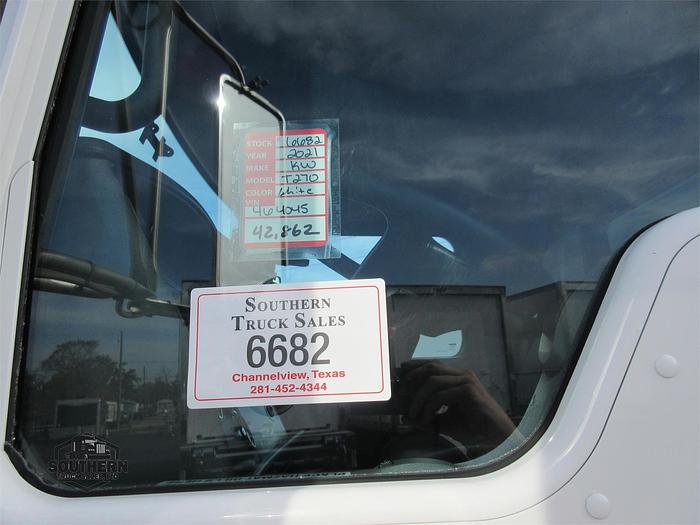 STOCK 6682
YEAR 2021
MAKE KW
MODEL T270
COLOR White
VIN
464045
42,862
SOUTHERN
TRUCK SALES
6682
Channelview, Texas
281-452-4344
SOUTHERN